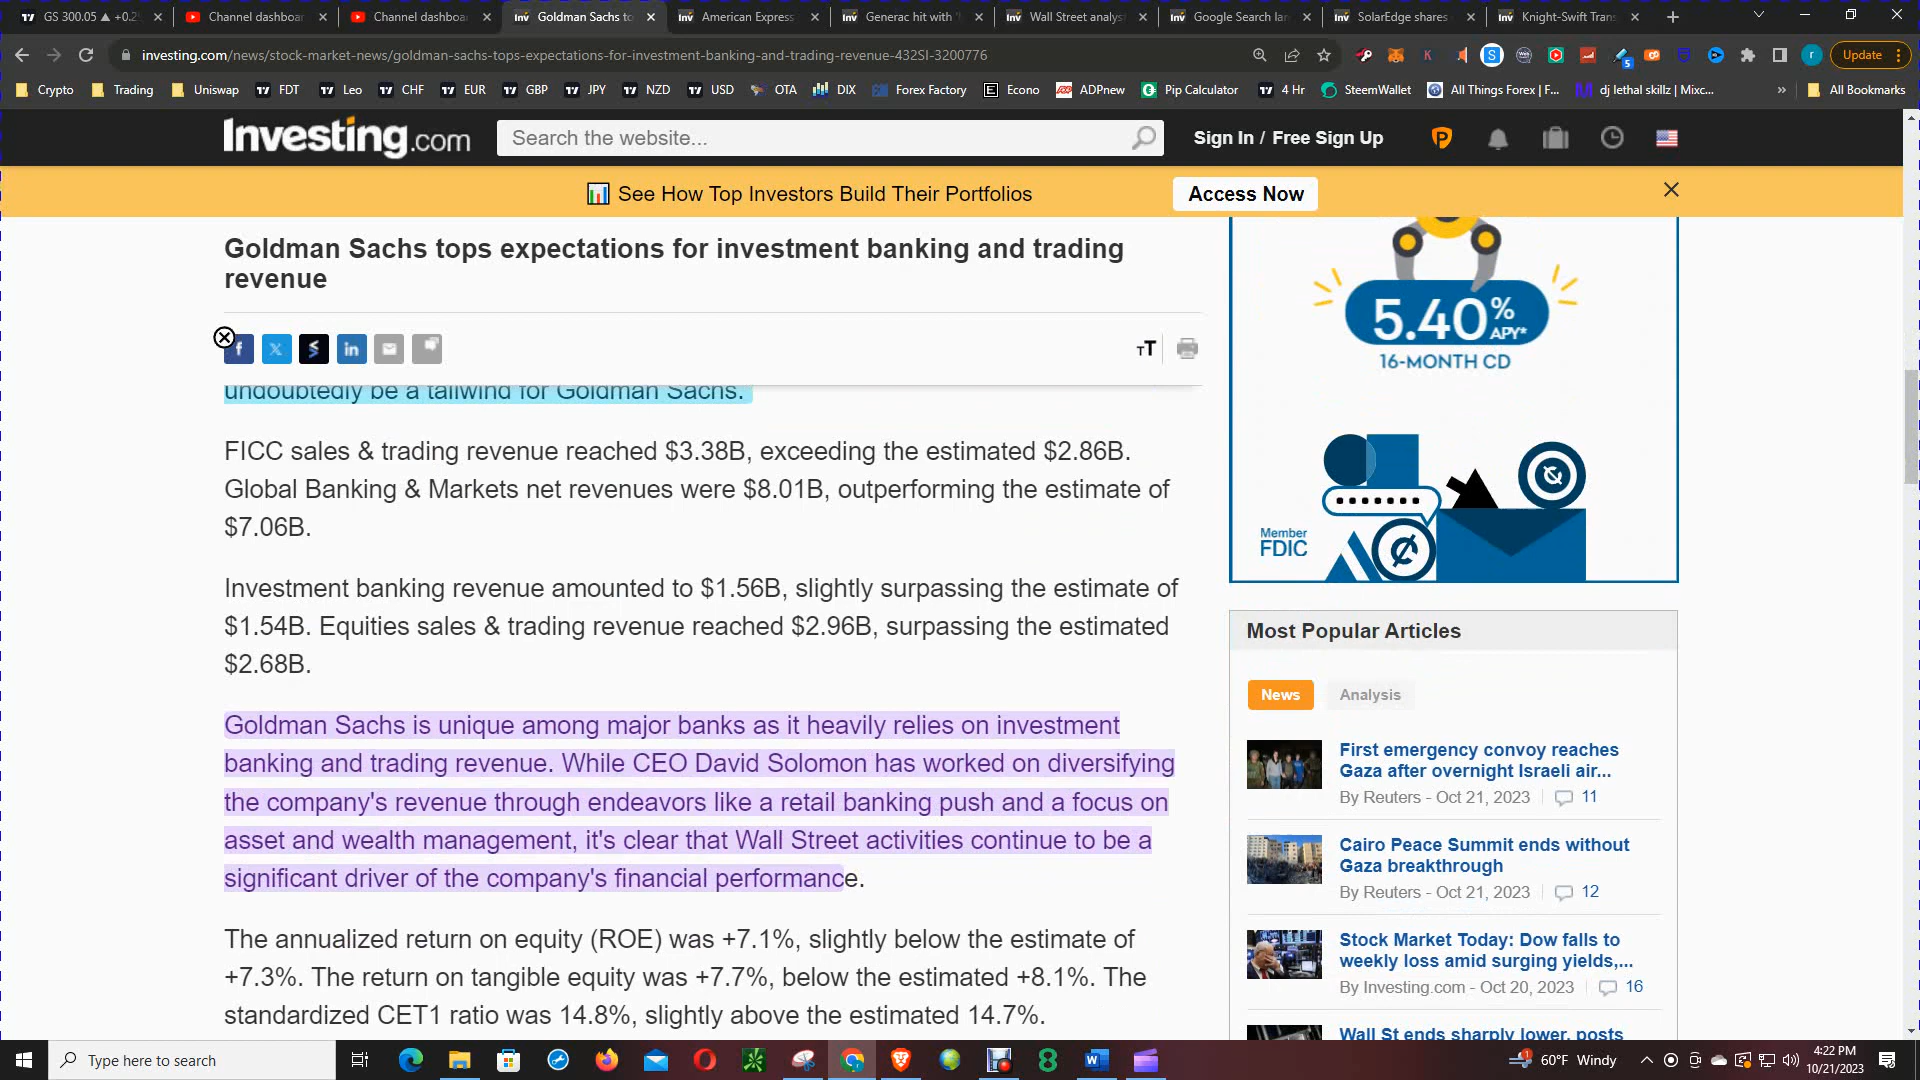 GS 300.05 ▲ +0.2
Channel dashboar
Channel dashboa
Goldman Sachs to
American Express
Generac hit with
Wall Street analys
Google Search lar
SolarEdge shares
Knight-Swift Tran
investing.com/news/stock-market-news/goldman-sachs-tops-expectations-for-investment-banking-and-trading-revenue-432SI-3200776
Update
Crypto
Trading
Uniswap
FDT
Leo
CHF
EUR
GBP
JPY
NZD
USD
OTA
DIX
Forex Factory
Econo
ADPnew
Pip Calculator
4 Hr
SteemWallet
All Things Forex | F...
dj lethal skillz | Mixc...
All Bookmarks
Investing.com
Search the website...
Sign In / Free Sign Up
See How Top Investors Build Their Portfolios
Access Now
Goldman Sachs tops expectations for investment banking and trading
revenue
undoubtedly be a tailwind for Goldman Sachs.
FICC sales & trading revenue reached $3.38B, exceeding the estimated $2.86B.
Global Banking & Markets net revenues were $8.01B, outperforming the estimate of
$7.06B.
Investment banking revenue amounted to $1.56B, slightly surpassing the estimate of
$1.54B. Equities sales & trading revenue reached $2.96B, surpassing the estimated
$2.68B.
Goldman Sachs is unique among major banks as it heavily relies on investment
banking and trading revenue. While CEO David Solomon has worked on diversifying
the company's revenue through endeavors like a retail banking push and a focus on
asset and wealth management, it's clear that Wall Street activities continue to be a
significant driver of the company's financial performance.
The annualized return on equity (ROE) was +7.1%, slightly below the estimate of
+7.3%. The return on tangible equity was +7.7%, below the estimated +8.1%. The
standardized CET1 ratio was 14.8%, slightly above the estimated 14.7%.
5.40% APY*
16-MONTH CD
Member
FDIC
Most Popular Articles
News
Analysis
First emergency convoy reaches
Gaza after overnight Israeli air...
By Reuters - Oct 21, 2023
11
Cairo Peace Summit ends without
Gaza breakthrough
By Reuters - Oct 21, 2023
12
Stock Market Today: Dow falls to
weekly loss amid surging yields,...
By Investing.com - Oct 20, 2023
16
Wall St ends sharply lower, posts
Type here to search
60°F Windy
4:22 PM
10/21/2023